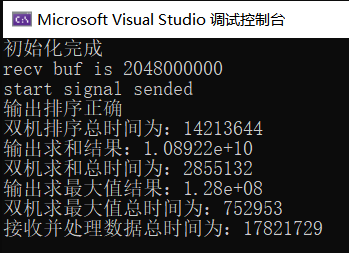 Microsoft Visual Studio 调试控制台
初始化完成
recv buf is 2048000000
start signal sended
输出排序正确
双机排序总时间为：14213644
输出求和结果：1.08922e+10
双机求和总时间为：2855132
输出求最大值结果：1.28e+08
双机求最大值总时间为：752953
接收并处理数据总时间为：17821729